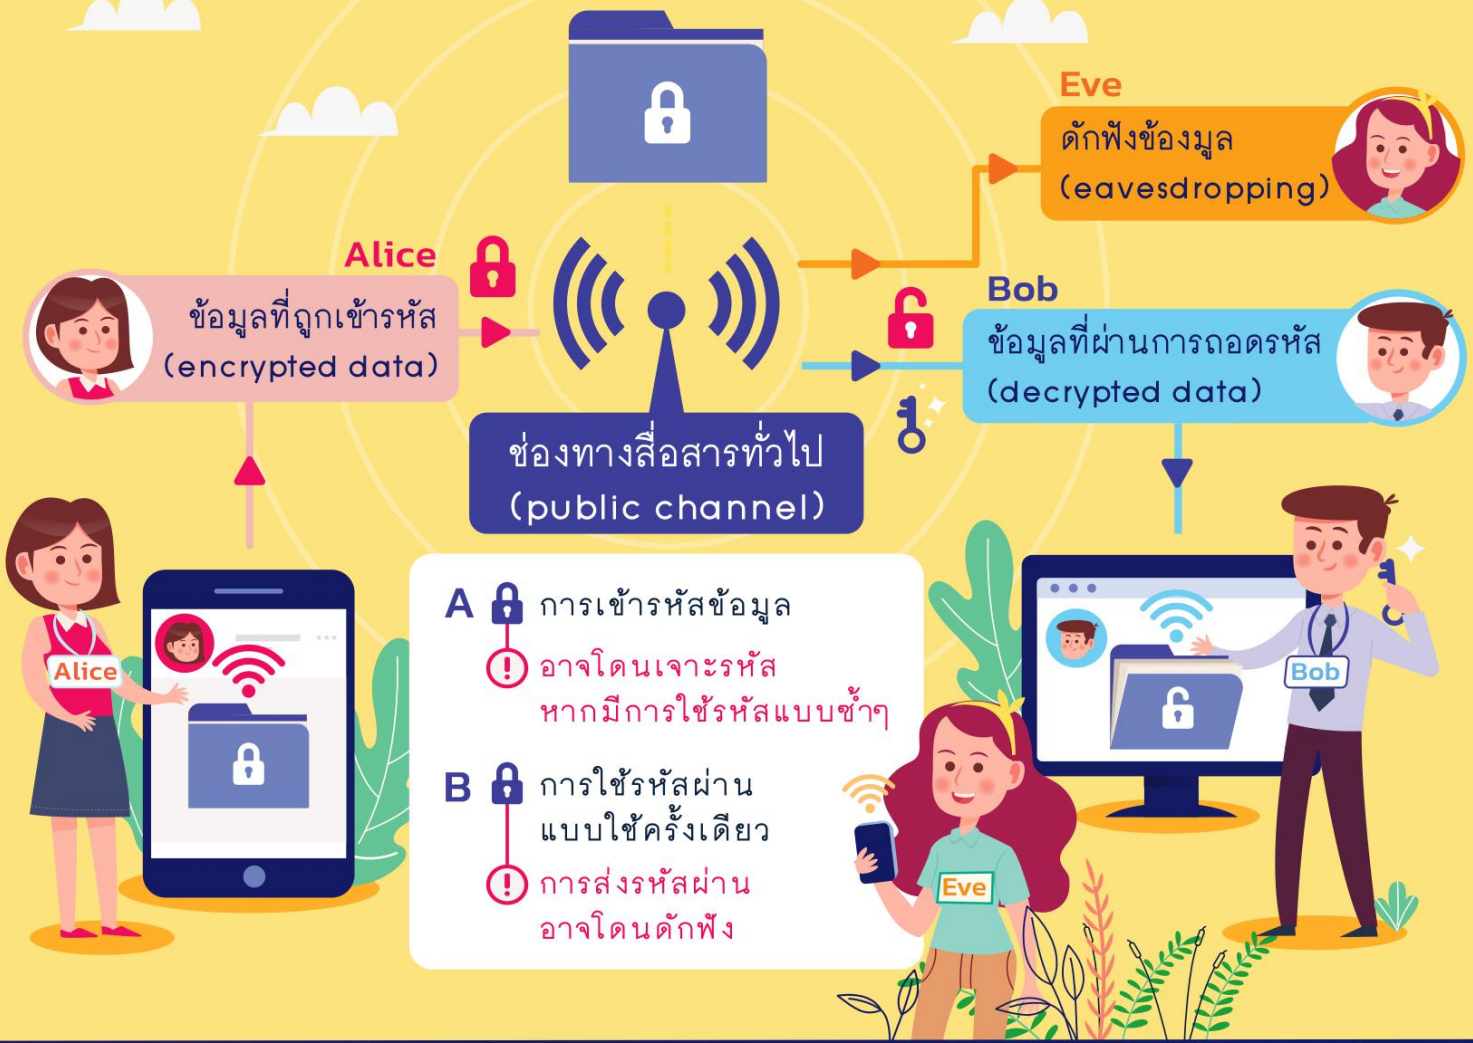 Eve
ดักฟังข้องมูล
(eavesdropping)
Alice
ข้อมูลที่ถูกเข้ารหัส
(encrypted data)
Bob
ข้อมูลที่ผ่านการถอดรหัส
(decrypted data)
ช่องทางสื่อสารทั่วไป
(public channel)
A การเข้ารหัสข้อมูล
อาจโดนเจาะรหัส
หากมีการใช้รหัสแบบซ้ำๆ
B การใช้รหัสผ่าน
แบบใช้ครั้งเดียว
การส่งรหัสผ่าน
อาจโดนดักฟัง
Alice
Bob
Eve